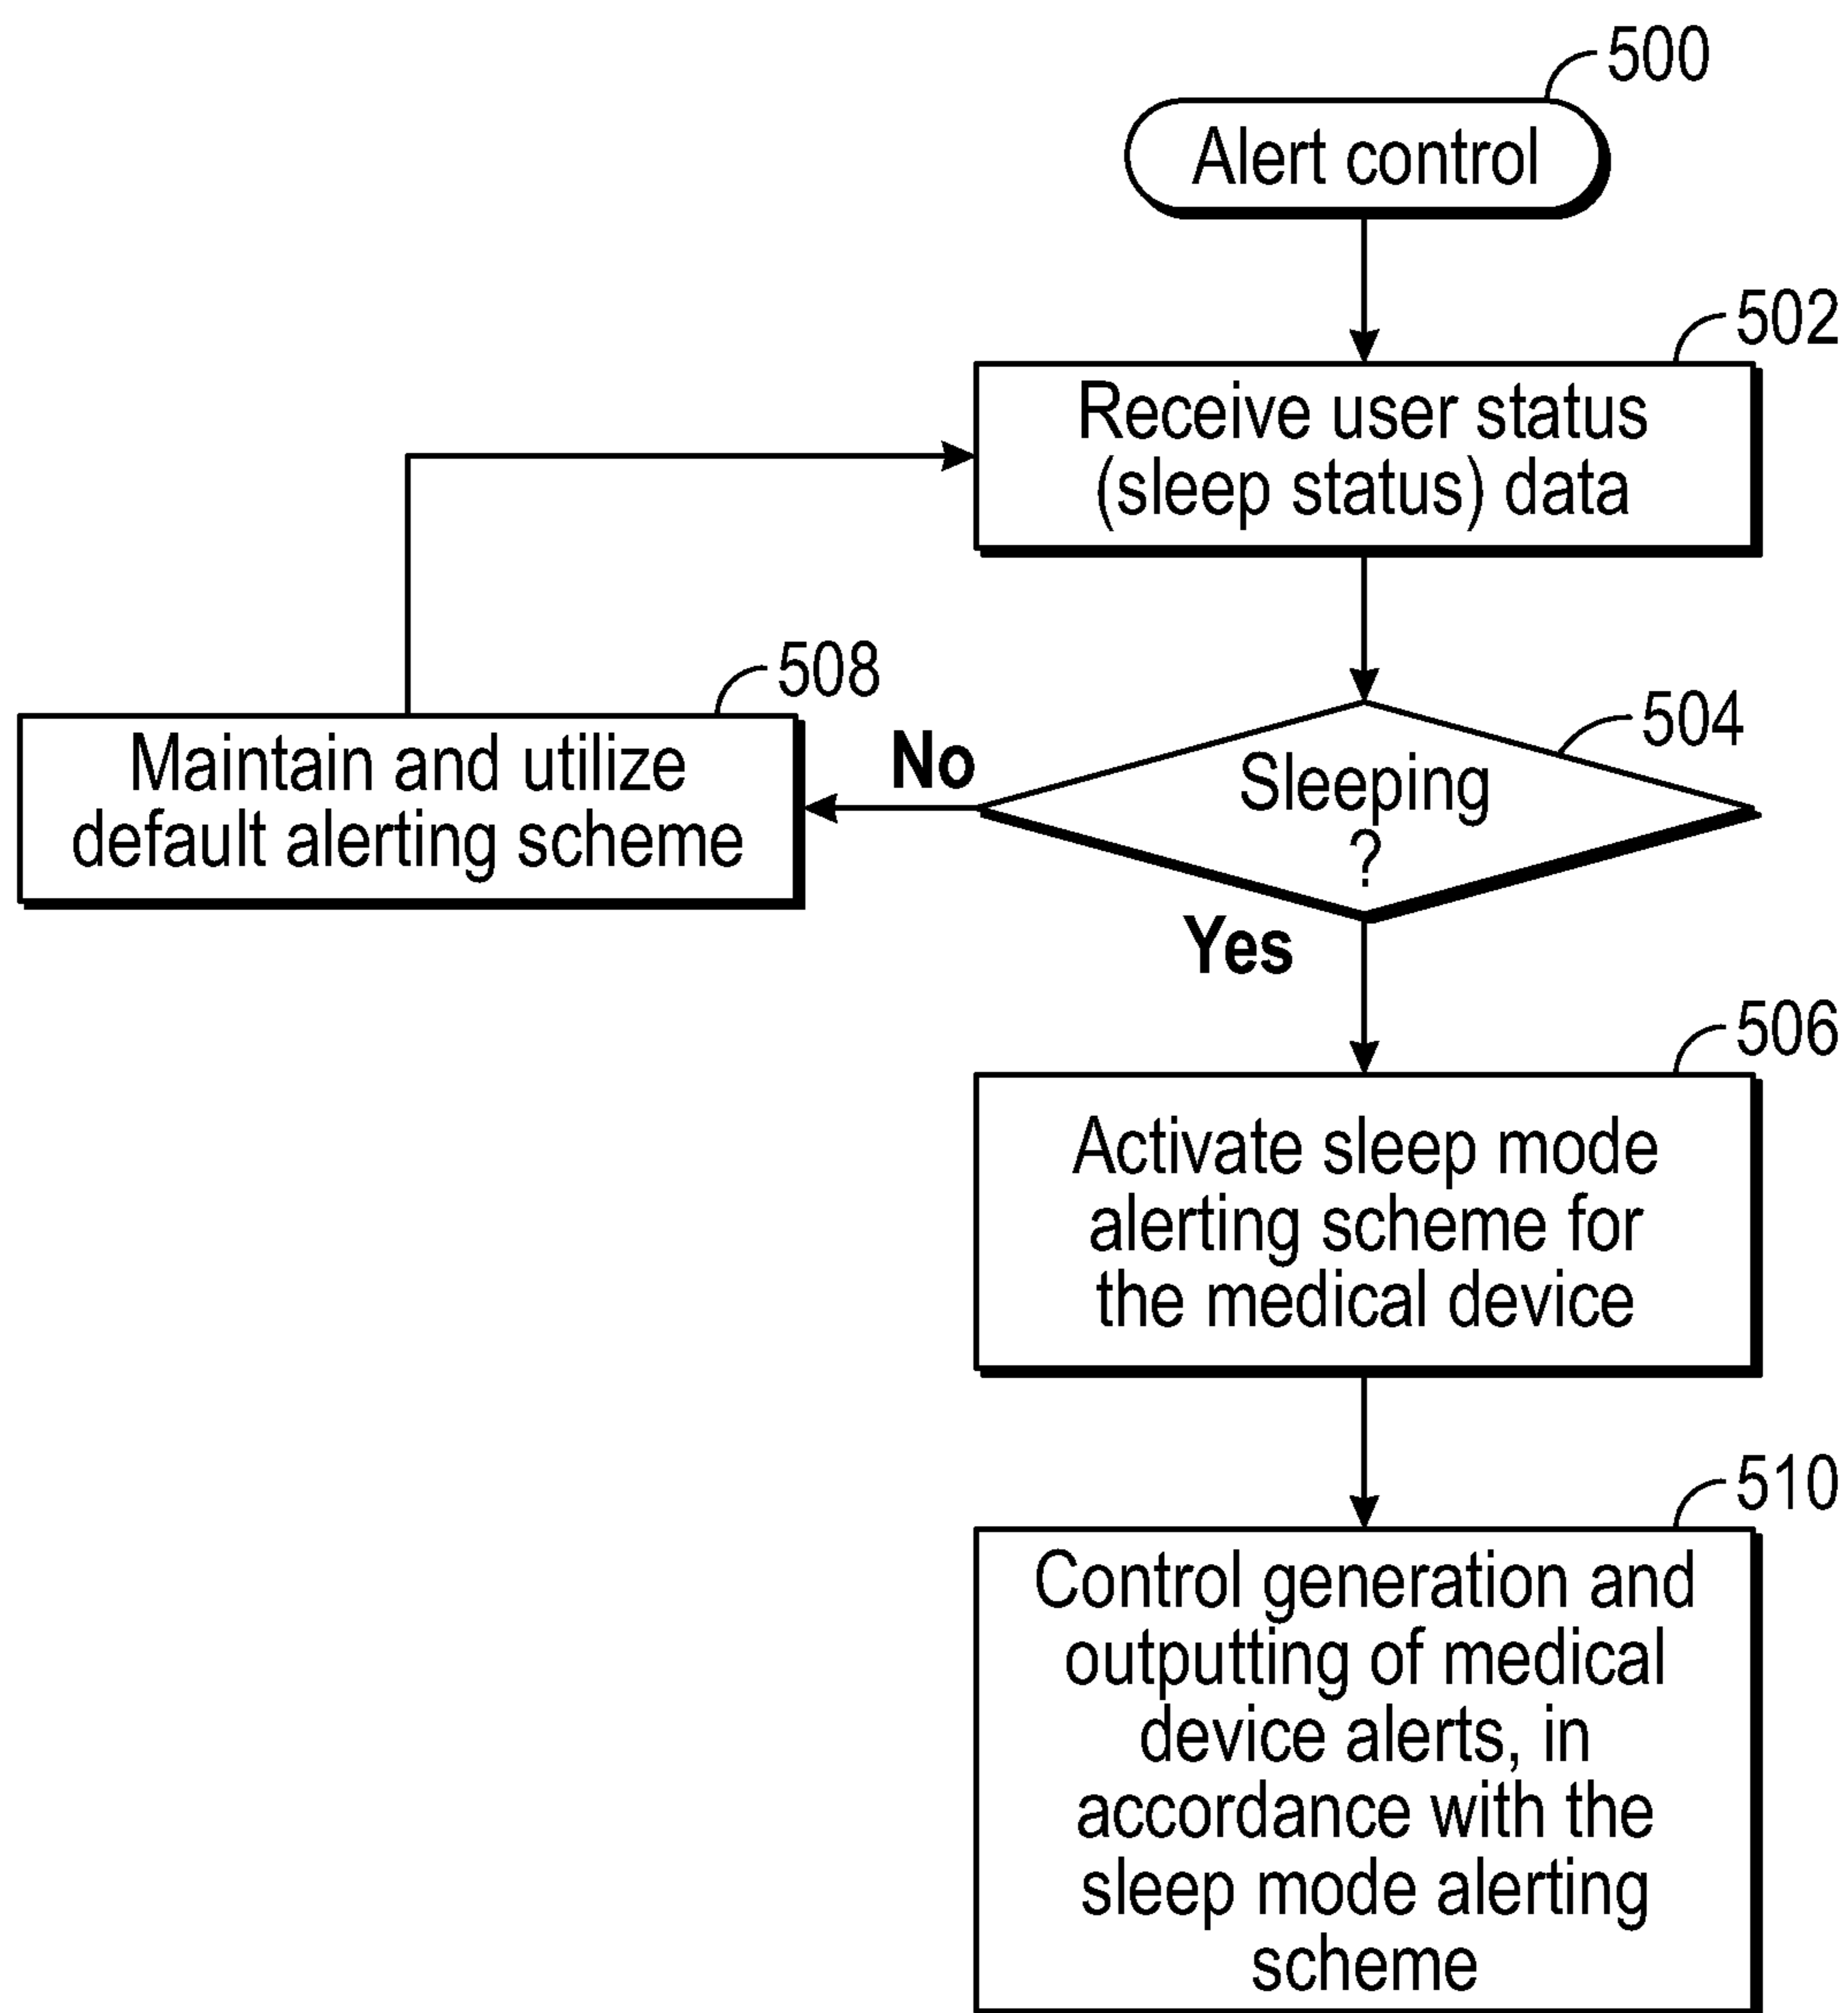 500
Alert control
502
Receive user status
(sleep status) data
508
Maintain and utilize
default alerting scheme
No
504
Sleeping
?
Yes
506
Activate sleep mode
alerting scheme for
the medical device
510
Control generation and
outputting of medical
device alerts, in
accordance with the
sleep mode alerting
scheme